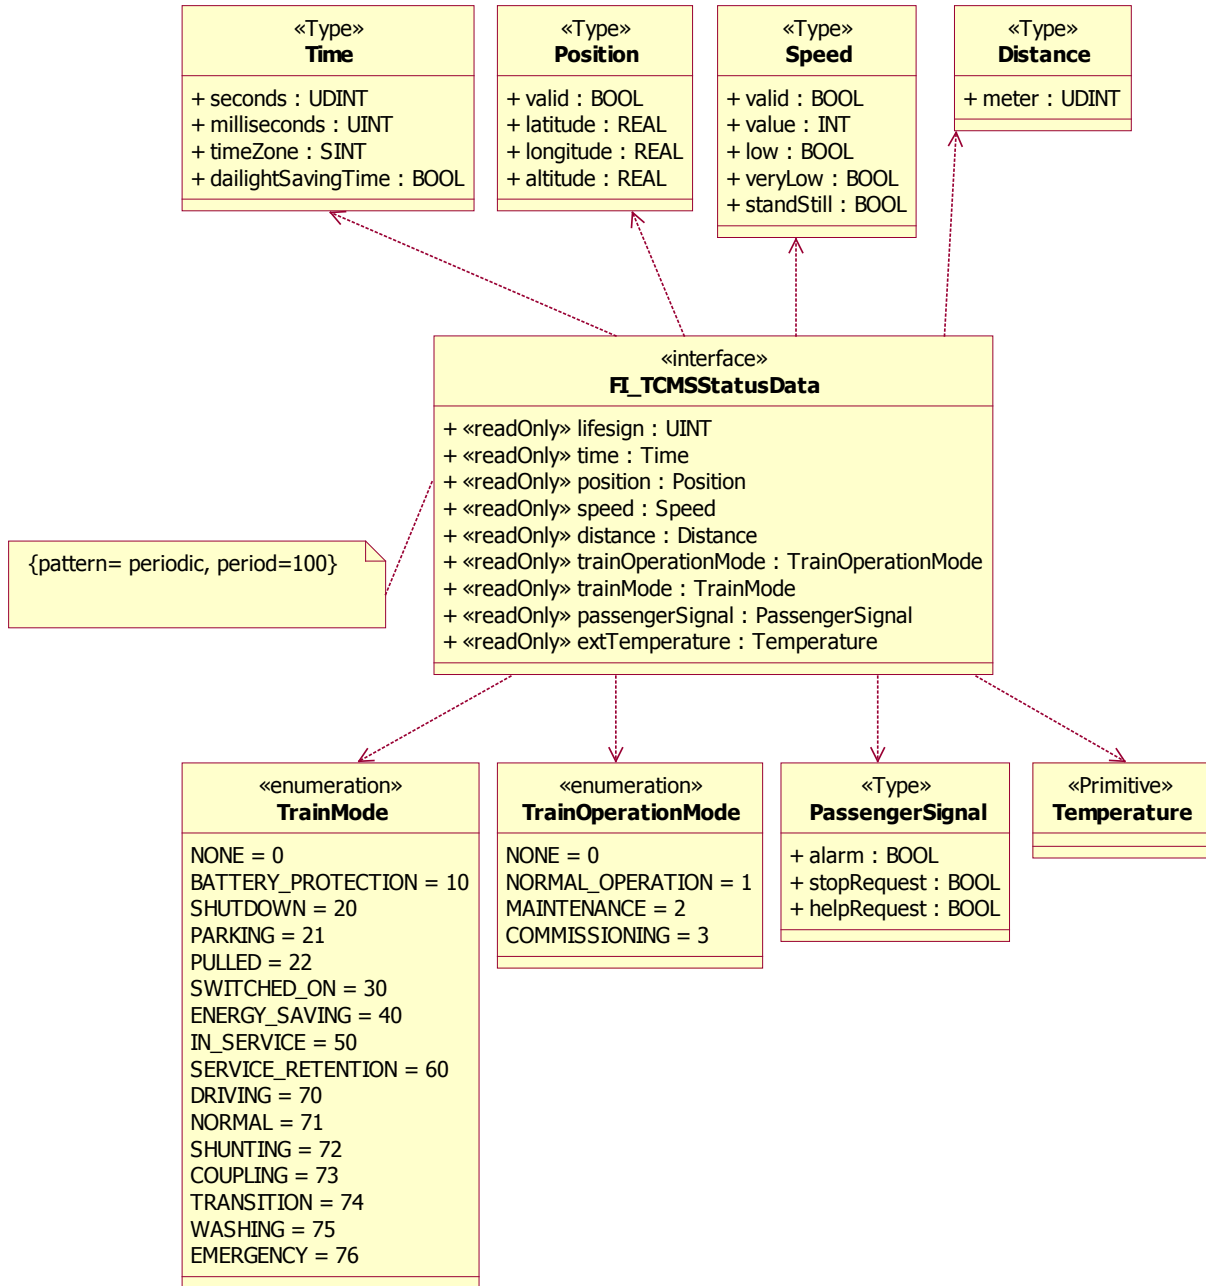 «Type»
Time
+ seconds : UDINT
+ milliseconds : UINT
+ timeZone : SINT
+ dailightSavingTime : BOOL
«Type»
Position
+ valid : BOOL
+ latitude : REAL
+ longitude : REAL
+ altitude : REAL
«Type»
Speed
+ valid : BOOL
+ value : INT
+ low : BOOL
+ veryLow : BOOL
+ standStill : BOOL
«Type»
Distance
+ meter : UDINT
«interface»
FI_TCMSStatusData
+ «readOnly» lifesign : UINT
+ «readOnly» time : Time
+ «readOnly» position : Position
+ «readOnly» speed : Speed
+ «readOnly» distance : Distance
+ «readOnly» trainOperationMode : TrainOperationMode
+ «readOnly» trainMode : TrainMode
+ «readOnly» passengerSignal : PassengerSignal
+ «readOnly» extTemperature : Temperature
{pattern= periodic, period=100}
«enumeration»
TrainMode
NONE = 0
BATTERY_PROTECTION = 10
SHUTDOWN = 20
PARKING = 21
PULLED = 22
SWITCHED_ON = 30
ENERGY_SAVING = 40
IN_SERVICE = 50
SERVICE_RETENTION = 60
DRIVING = 70
NORMAL = 71
SHUNTING = 72
COUPLING = 73
TRANSITION = 74
WASHING = 75
EMERGENCY = 76
«enumeration»
TrainOperationMode
NONE = 0
NORMAL_OPERATION = 1
MAINTENANCE = 2
COMMISSIONING = 3
«Type»
PassengerSignal
+ alarm : BOOL
+ stopRequest : BOOL
+ helpRequest : BOOL
«Primitive»
Temperature